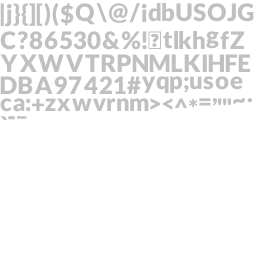 |j}{][)($Q\@/idbUSOJG
C?86530&%!tlkhgfZ
YXWVTRPNMLKIHFE
DBA97421#yqp;usoe
ca:+zxwvrnm><^*=""~·